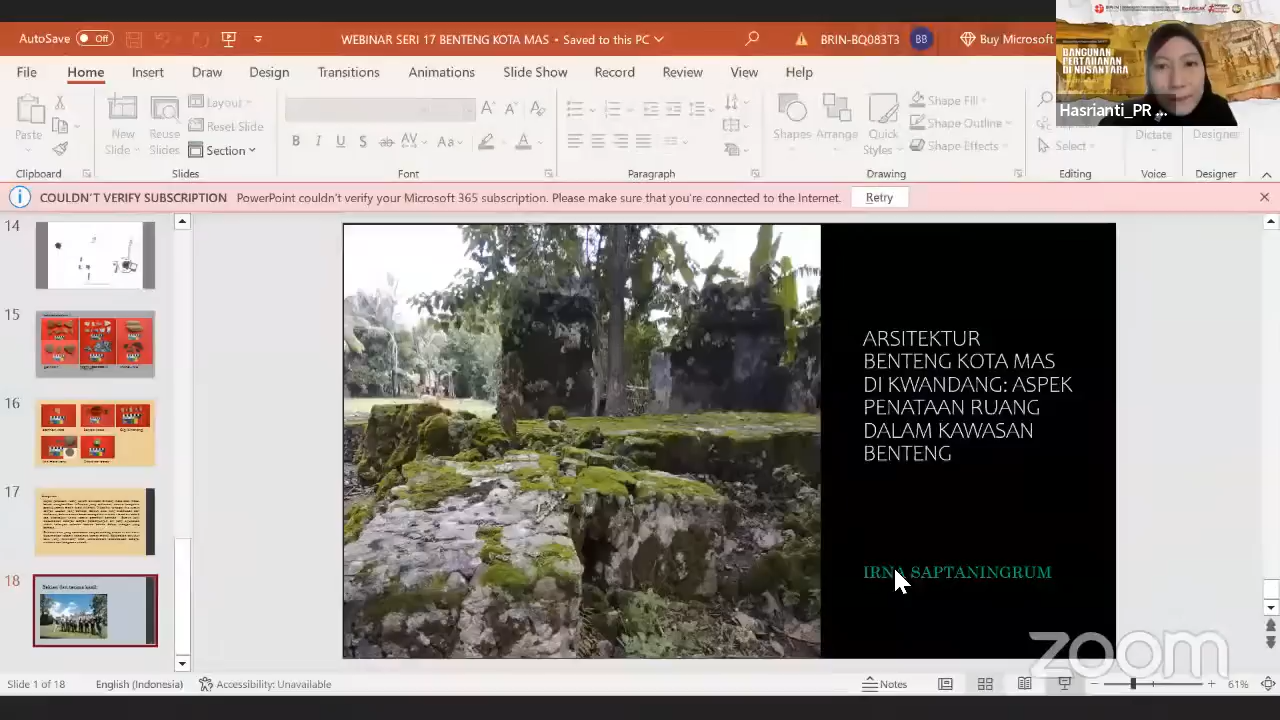 AutoSave Off
WEBINAR SERI 17 BENTENG KOTA MAS • Saved to this PC
BRIN-BQ083T3 BB
Buy Microsoft
BANGUNAN
PERTAHANAN
DI NUSANTARA
Hasrianti_PR ...
File Home Insert Draw Design Transitions Animations Slide Show Record Review View Help
Paste
New
Slide
Reuse
Slides
Layout
Reset Slide
Section
Shapes
Arrange
Quick
Styles
Shape Fill
Shape Outline
Shape Effects
Select
Dictate
Designer
Clipboard Slides Font Paragraph Drawing Editing Voice Designer
COULDN'T VERIFY SUBSCRIPTION PowerPoint couldn't verify your Microsoft 365 subscription. Please make sure that you're connected to the Internet. Retry
14
15
16
17
18
ARSITEKTUR
BENTENG KOTA MAS
DI KWANDANG: ASPEK
PENATAAN RUANG
DALAM KAWASAN
BENTENG
IRNA SAPTANINGRUM
zoom
Slide 1 of 18 English (Indonesia) Accessibility: Unavailable Notes 61%